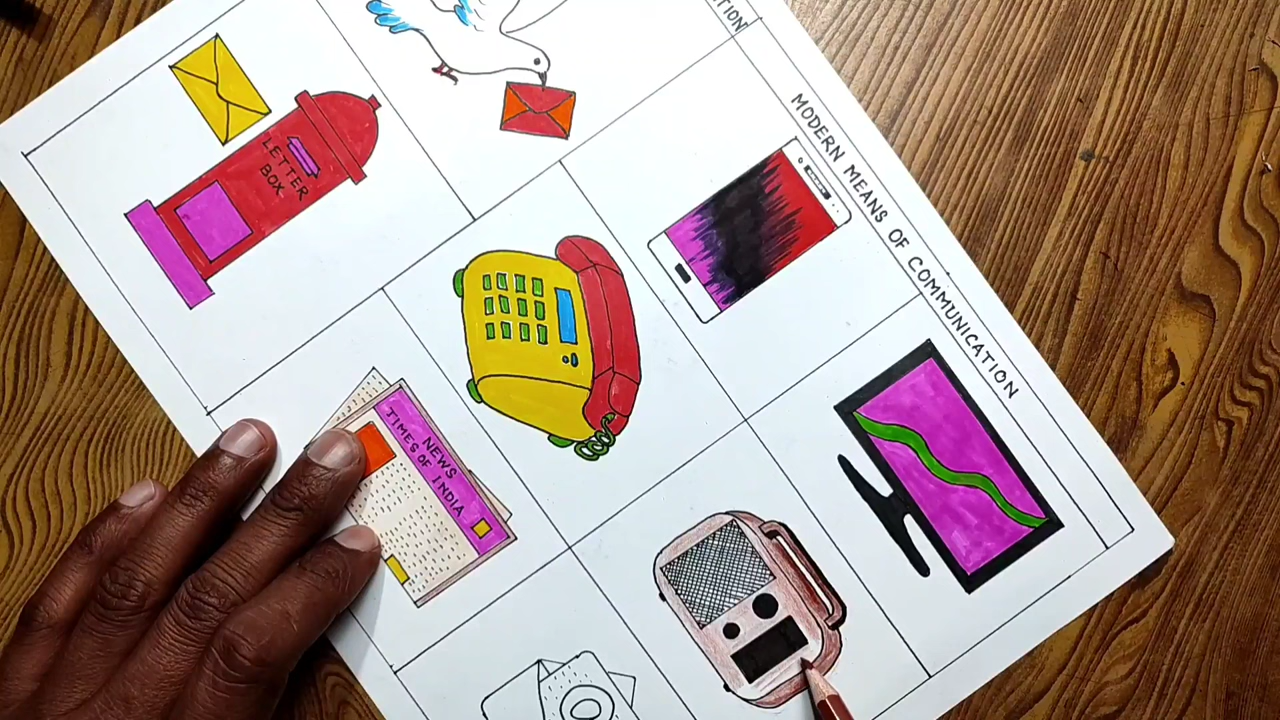 MODERN MEANS OF COMMUNICATION
LETTER
BOX
NEWS
TIMES OF INDIA